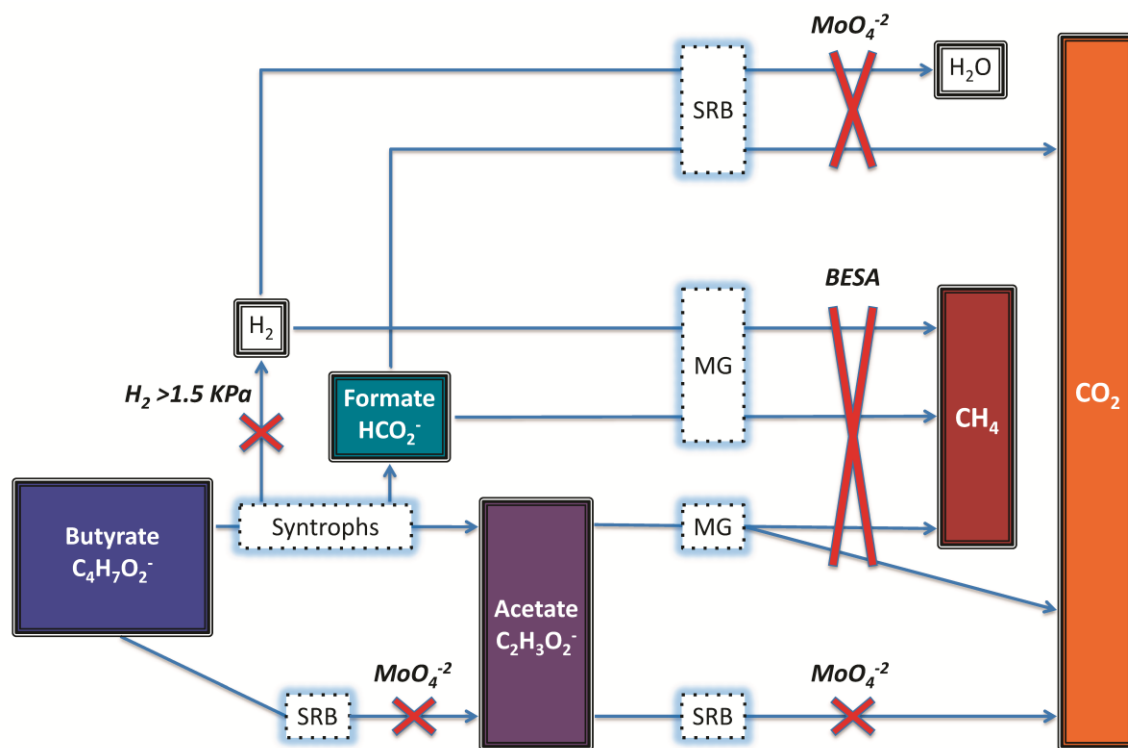 MoO₄⁻²
H₂O
SRB
BESA
H₂
MG
CO₂
H₂ >1.5 KPa
Formate
HCO₂⁻
CH₄
Butyrate
C₄H₇O₂⁻
Syntrophs
MG
Acetate
C₂H₃O₂⁻
MoO₄⁻²
MoO₄⁻²
SRB
SRB